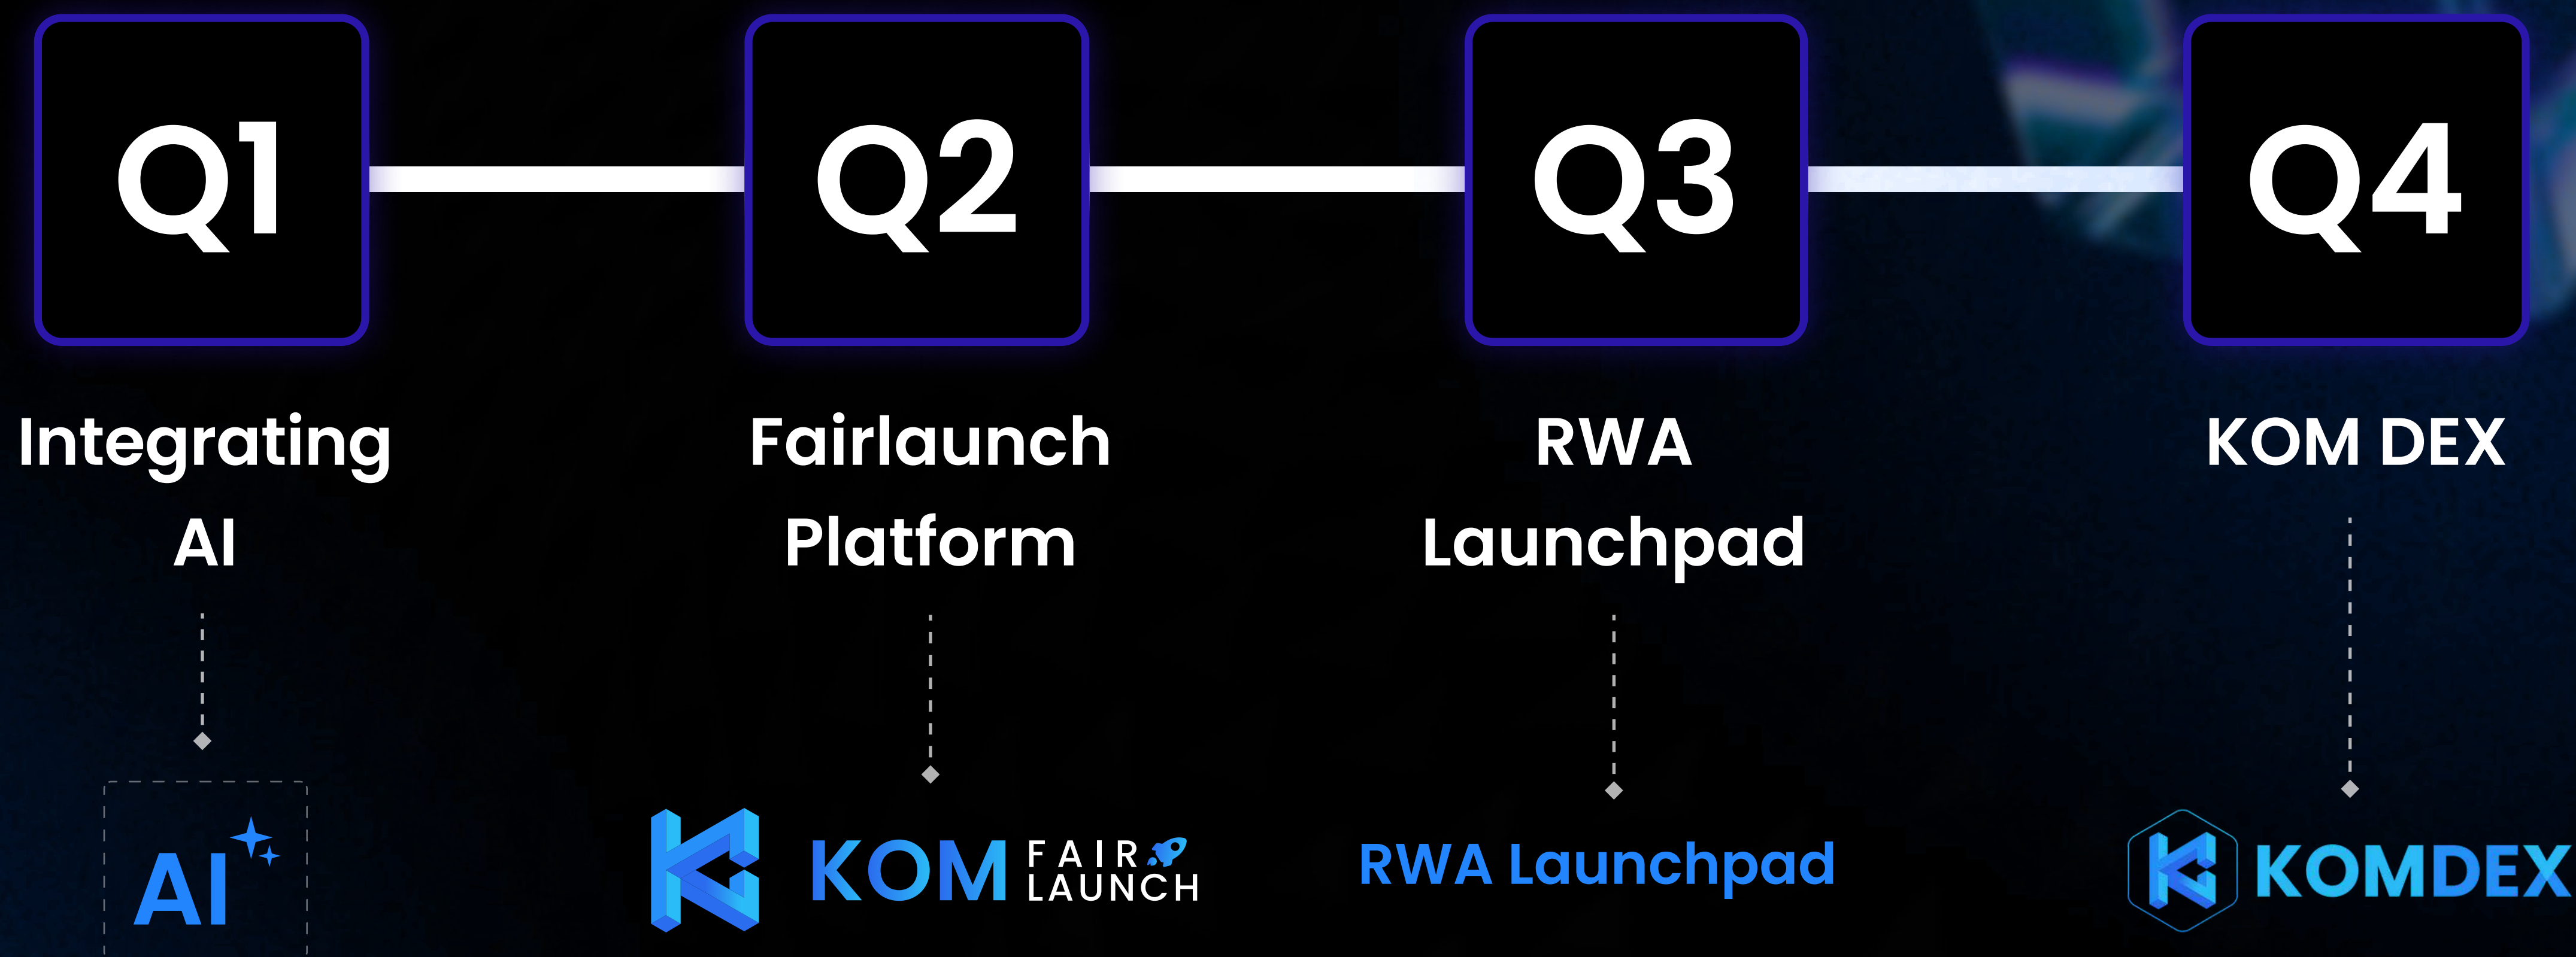 Q1
Q2
Q3
Q4
Integrating
AI
Fairlaunch
Platform
RWA
Launchpad
KOM DEX
AI
KOM FAIR
LAUNCH
RWA Launchpad
KOMDEX